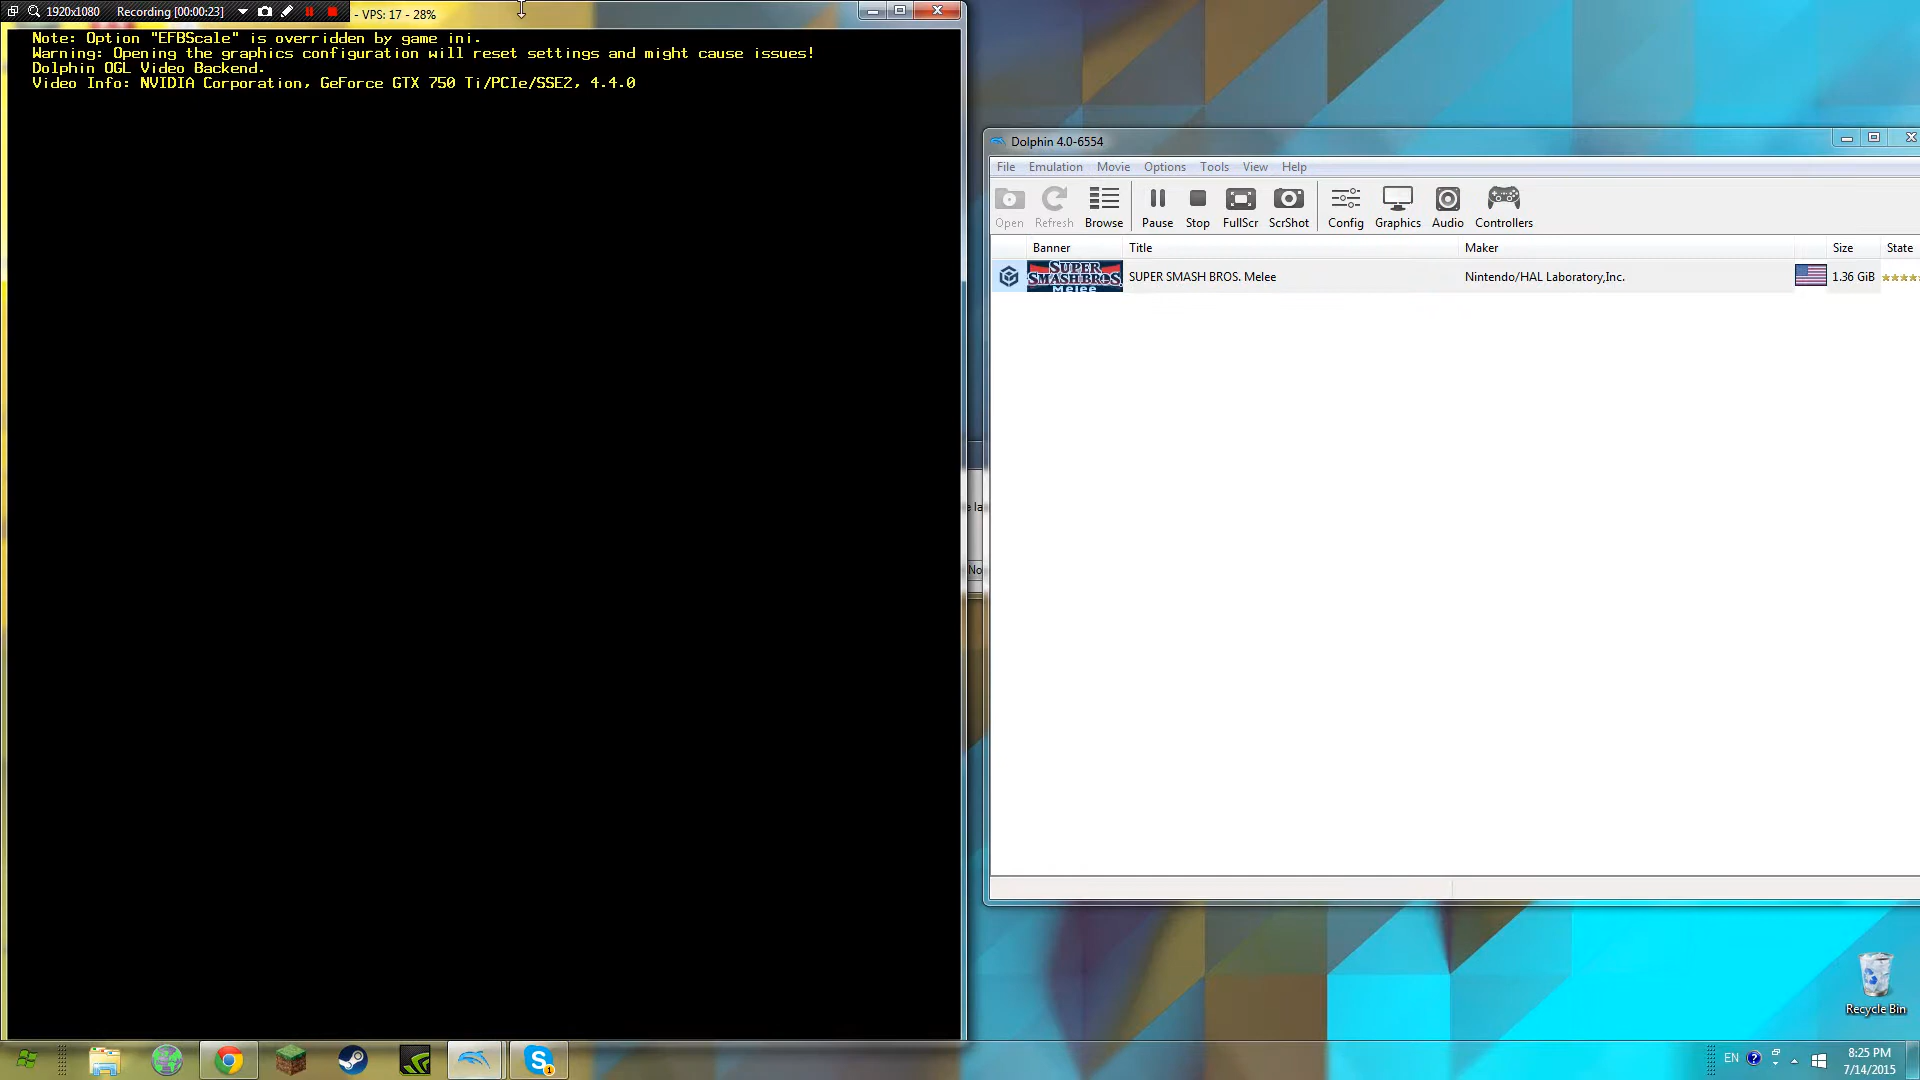 1920x1080 Recording [00:00:23]
- VPS: 17 - 28%
Note: Option "EFBScale" is overridden by game ini.
Warning: Opening the graphics configuration will reset settings and might cause issues!
Dolphin OGL Video Backend.
Video Info: NVIDIA Corporation, GeForce GTX 750 Ti/PCIe/SSE2, 4.4.0
Dolphin 4.0-6554
File Emulation Movie Options Tools View Help
Open Refresh Browse Pause Stop FullScr ScrShot Config Graphics Audio Controllers
Banner Title Maker Size State
SUPER
SMASH BROS.
Melee
SUPER SMASH BROS. Melee Nintendo/HAL Laboratory,Inc. 1.36 GiB
e la
No
Recycle Bin
1
EN
8:25 PM
7/14/2015